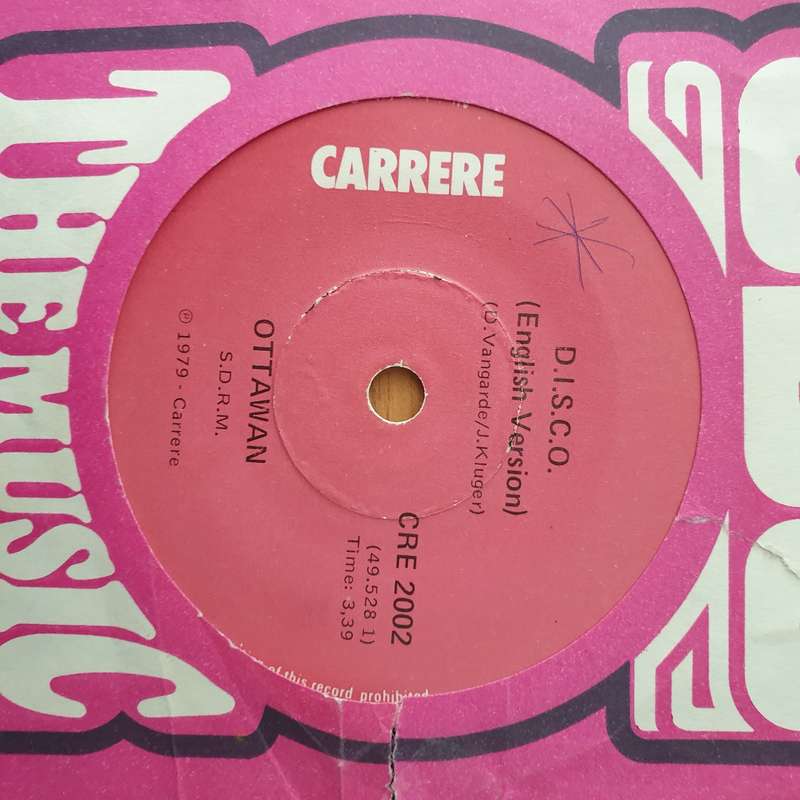 THE MUSIC
CARRERE
D.I.S.C.O.
(English Version)
(D.Vangarde/J.Kluger)
CRE 2002
(49.528 1)
Time: 3,39
OTTAWAN
S.D.R.M.
℗ 1979 - Carrere
of this record prohibited